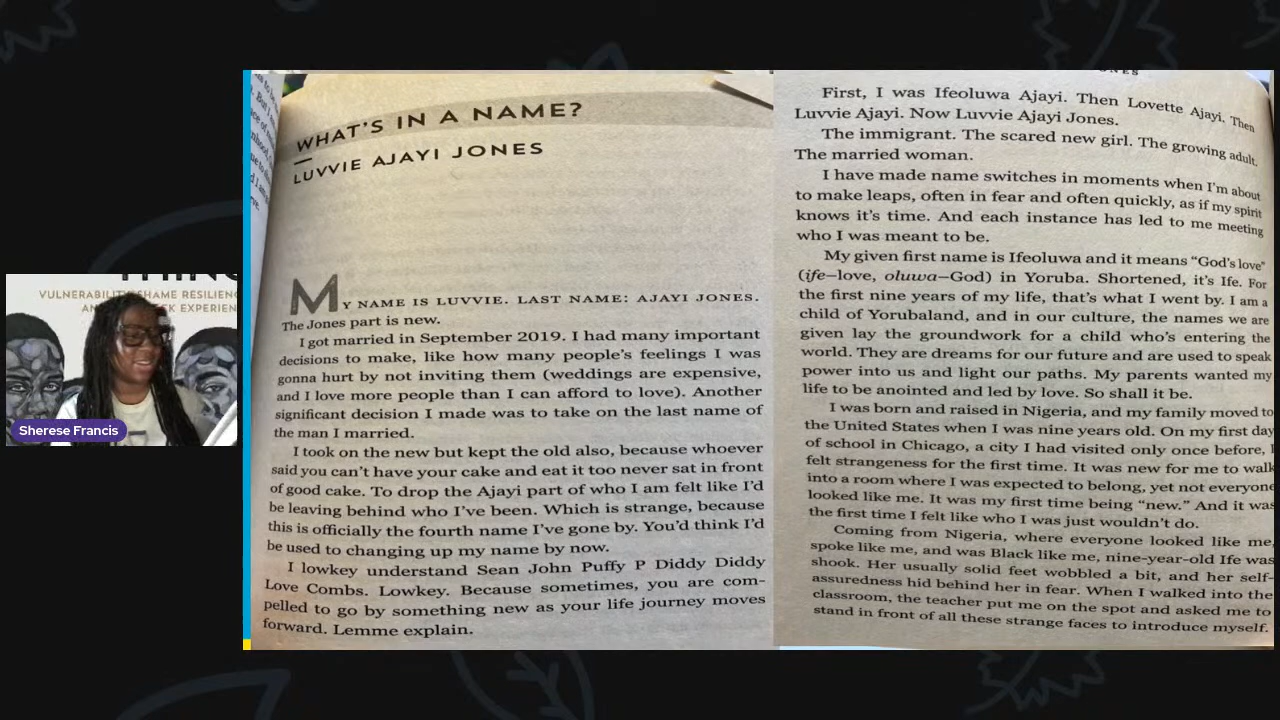 VULNERABILITY SHAME RESILIENC
EK EXPERIEN
Sherese Francis
WHAT'S IN A NAME?
LUVVIE AJAYI JONES
MY NAME IS LUVVIE. LAST NAME: AJAYI JONES.
The Jones part is new.
I got married in September 2019. I had many important
decisions to make, like how many people's feelings I was
gonna hurt by not inviting them (weddings are expensive,
and I love more people than I can afford to love). Another
significant decision I made was to take on the last name of
the man I married.
I took on the new but kept the old also, because whoever
said you can't have your cake and eat it too never sat in front
of good cake. To drop the Ajayi part of who I am felt like I'd
be leaving behind who I've been. Which is strange, because
this is officially the fourth name I've gone by. You'd think I'd
be used to changing up my name by now.
I lowkey understand Sean John Puffy P Diddy Diddy
Love Combs. Lowkey. Because sometimes, you are com-
pelled to go by something new as your life journey moves
forward. Lemme explain.
First, I was Ifeoluwa Ajayi. Then Lovette Ajayi. Then
Luvvie Ajayi. Now Luvvie Ajayi Jones.
The immigrant. The scared new girl. The growing adult.
The married woman.
I have made name switches in moments when I'm about
to make leaps, often in fear and often quickly, as if my spirit
knows it's time. And each instance has led to me meeting
who I was meant to be.
My given first name is Ifeoluwa and it means "God's love"
(ife—love, oluwa—God) in Yoruba. Shortened, it's Ife. For
the first nine years of my life, that's what I went by. I am a
child of Yorubaland, and in our culture, the names we are
given lay the groundwork for a child who's entering the
world. They are dreams for our future and are used to speak
power into us and light our paths. My parents wanted my
life to be anointed and led by love. So shall it be.
I was born and raised in Nigeria, and my family moved to
the United States when I was nine years old. On my first day
of school in Chicago, a city I had visited only once before, I
felt strangeness for the first time. It was new for me to walk
into a room where I was expected to belong, yet not everyone
looked like me. It was my first time being "new." And it was
the first time I felt like who I was just wouldn't do.
Coming from Nigeria, where everyone looked like me,
spoke like me, and was Black like me, nine-year-old Ife was
shook. Her usually solid feet wobbled a bit, and her self-
assuredness hid behind her in fear. When I walked into the
classroom, the teacher put me on the spot and asked me to
stand in front of all these strange faces to introduce myself.